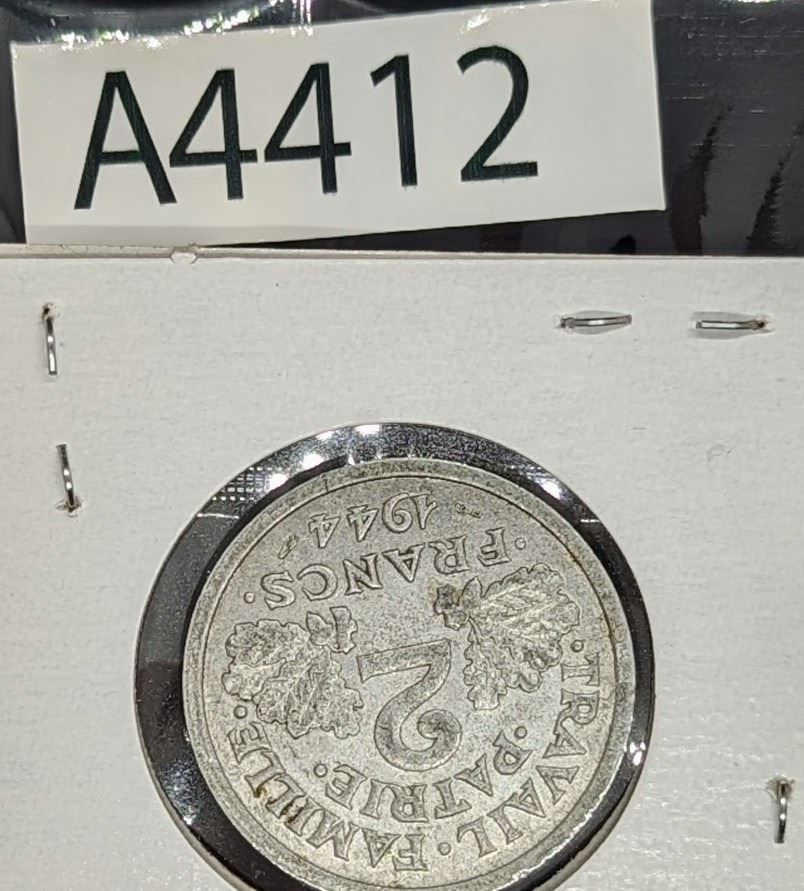 A4412
· TRAVAIL · FAMILLE ·
· PATRIE ·
2
· FRANCS ·
1944